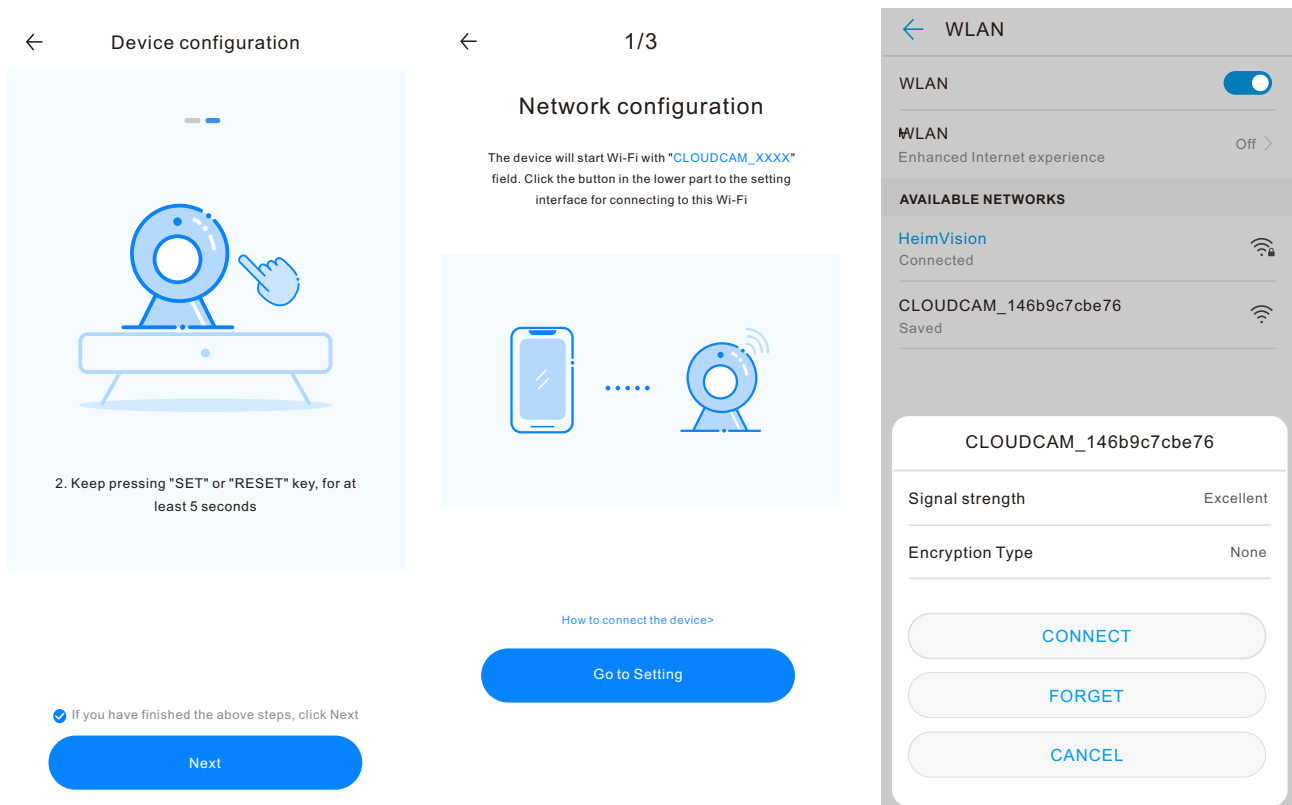 Device configuration
2. Keep pressing "SET" or "RESET" key, for at
least 5 seconds
If you have finished the above steps, click Next
Next
1/3
Network configuration
The device will start Wi-Fi with "CLOUDCAM_XXXX"
field. Click the button in the lower part to the setting
interface for connecting to this Wi-Fi
How to connect the device>
Go to Setting
WLAN
WLAN
WLAN
Enhanced Internet experience
Off >
AVAILABLE NETWORKS
HeimVision
Connected
CLOUDCAM_146b9c7cbe76
Saved
CLOUDCAM_146b9c7cbe76
Signal strength Excellent
Encryption Type None
CONNECT
FORGET
CANCEL